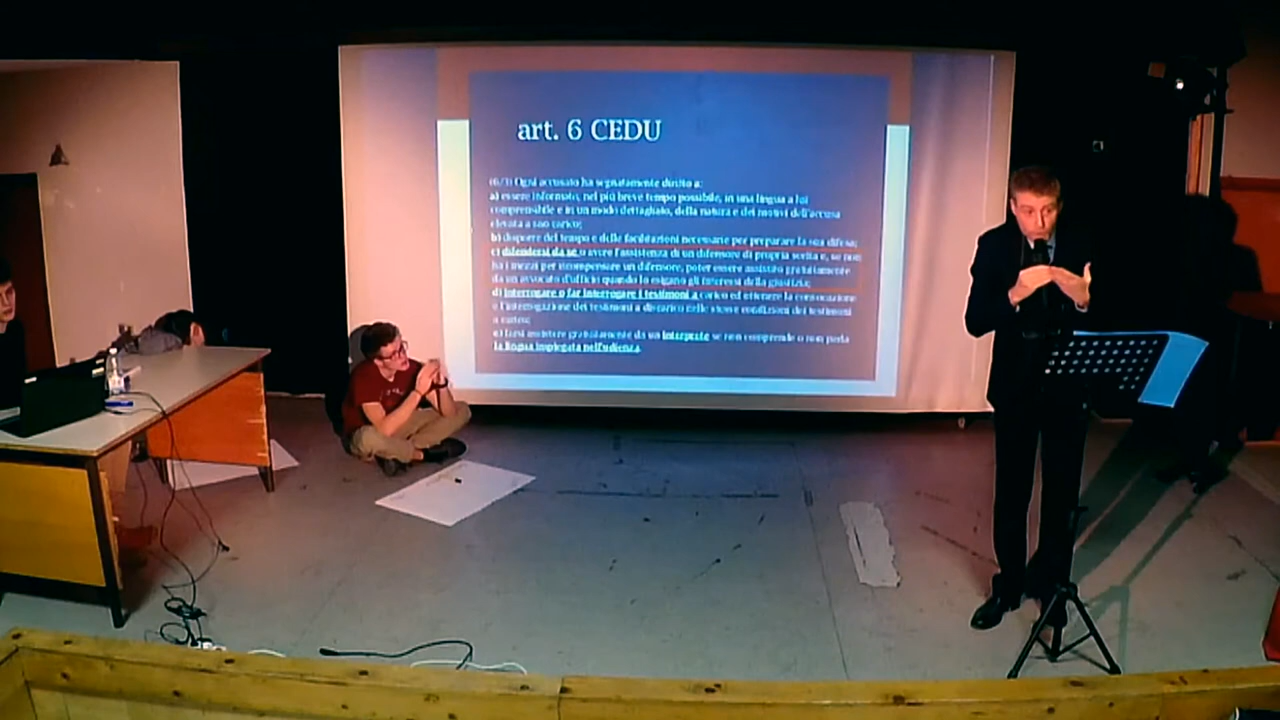 art. 6 CEDU
(6/3) Ogni accusato ha segnatamente diritto a:
a) essere informato, nel più breve tempo possibile, in una lingua a lui
comprensibile e in un modo dettagliato, della natura e dei motivi dell'accusa
elevata a suo carico;
b) disporre del tempo e delle facilitazioni necessarie per preparare la sua difesa;
c) difendersi da sé o avere l'assistenza di un difensore di propria scelta e, se non
ha i mezzi per ricompensare un difensore, poter essere assistito gratuitamente
da un avvocato d'ufficio quando lo esigano gli interessi della giustizia;
d) interrogare o far interrogare i testimoni a carico ed ottenere la convocazione
e l'interrogazione dei testimoni a discarico nelle stesse condizioni dei testimoni
a carico;
e) farsi assistere gratuitamente da un interprete se non comprende o non parla
la lingua impiegata nell'udienza.